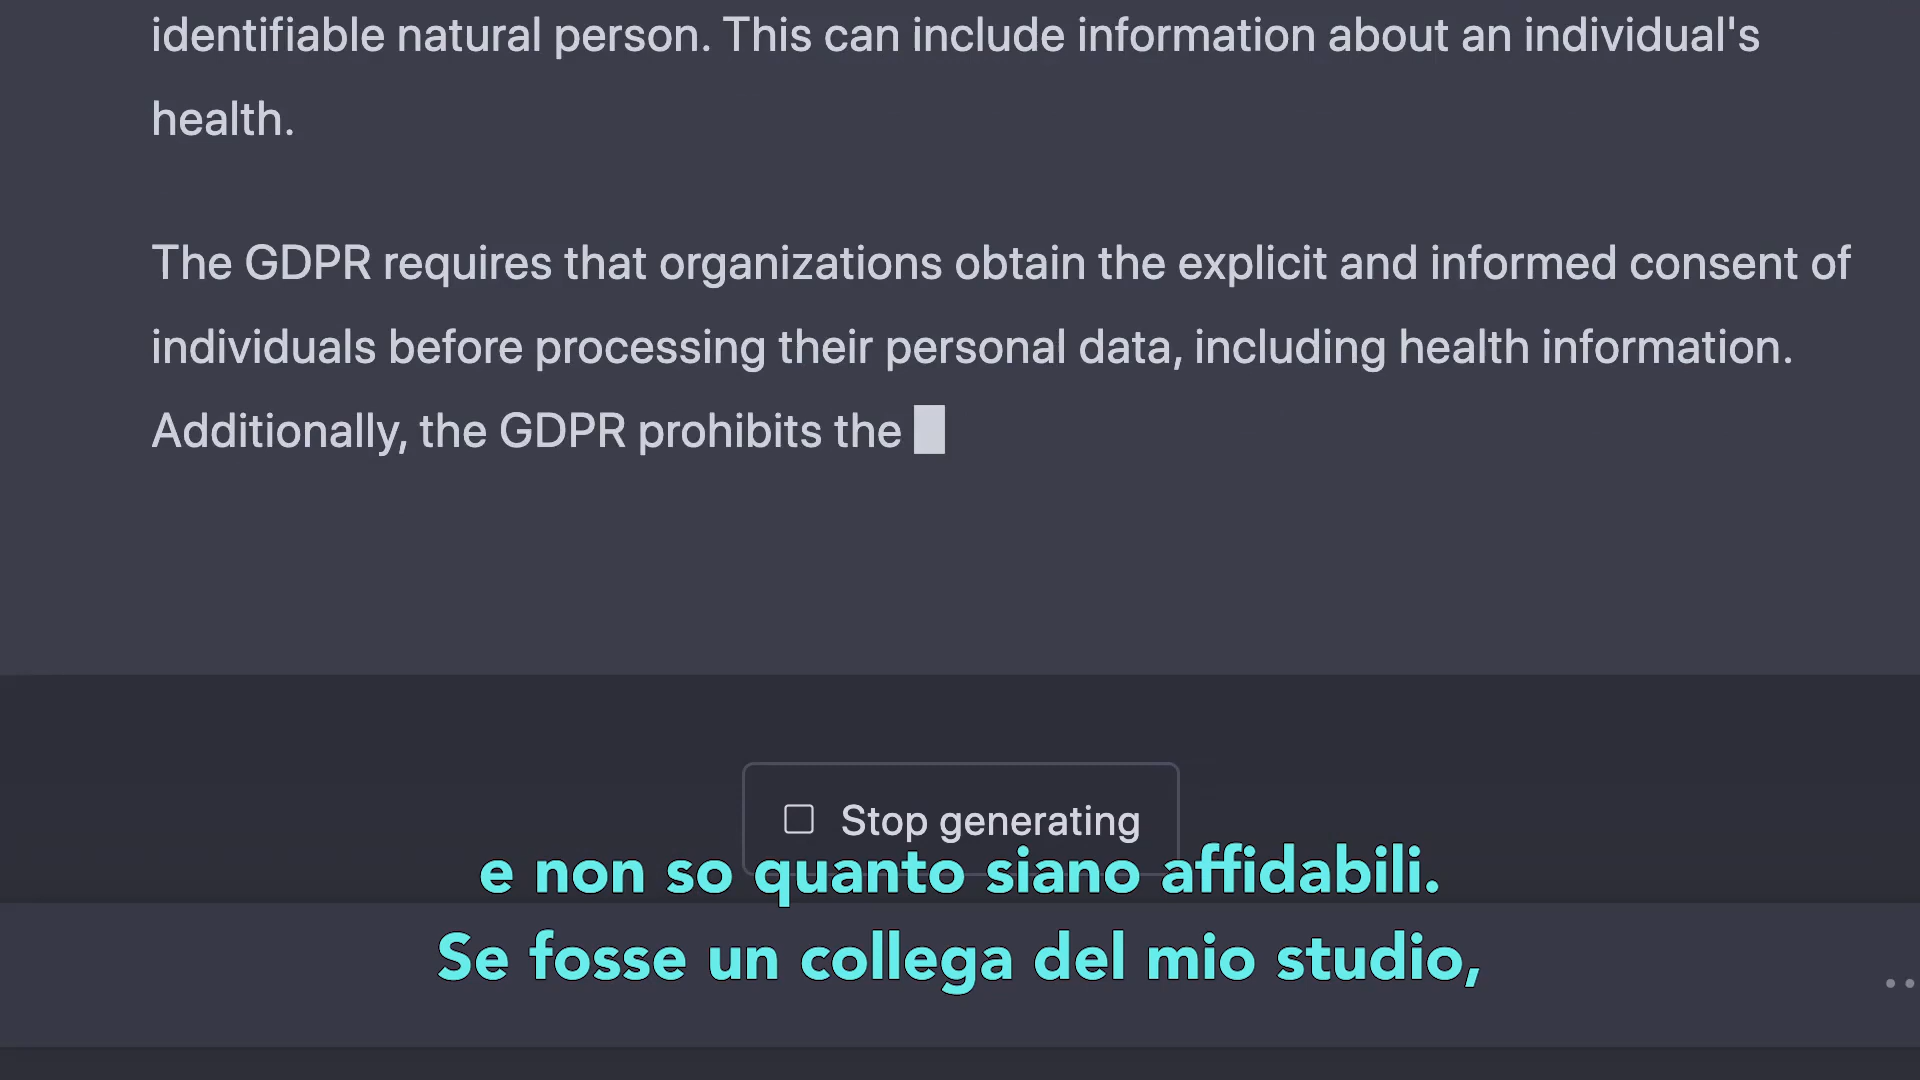 identifiable natural person. This can include information about an individual's
health.
The GDPR requires that organizations obtain the explicit and informed consent of
individuals before processing their personal data, including health information.
Additionally, the GDPR prohibits the
Stop generating
e non so quanto siano affidabili.
Se fosse un collega del mio studio,